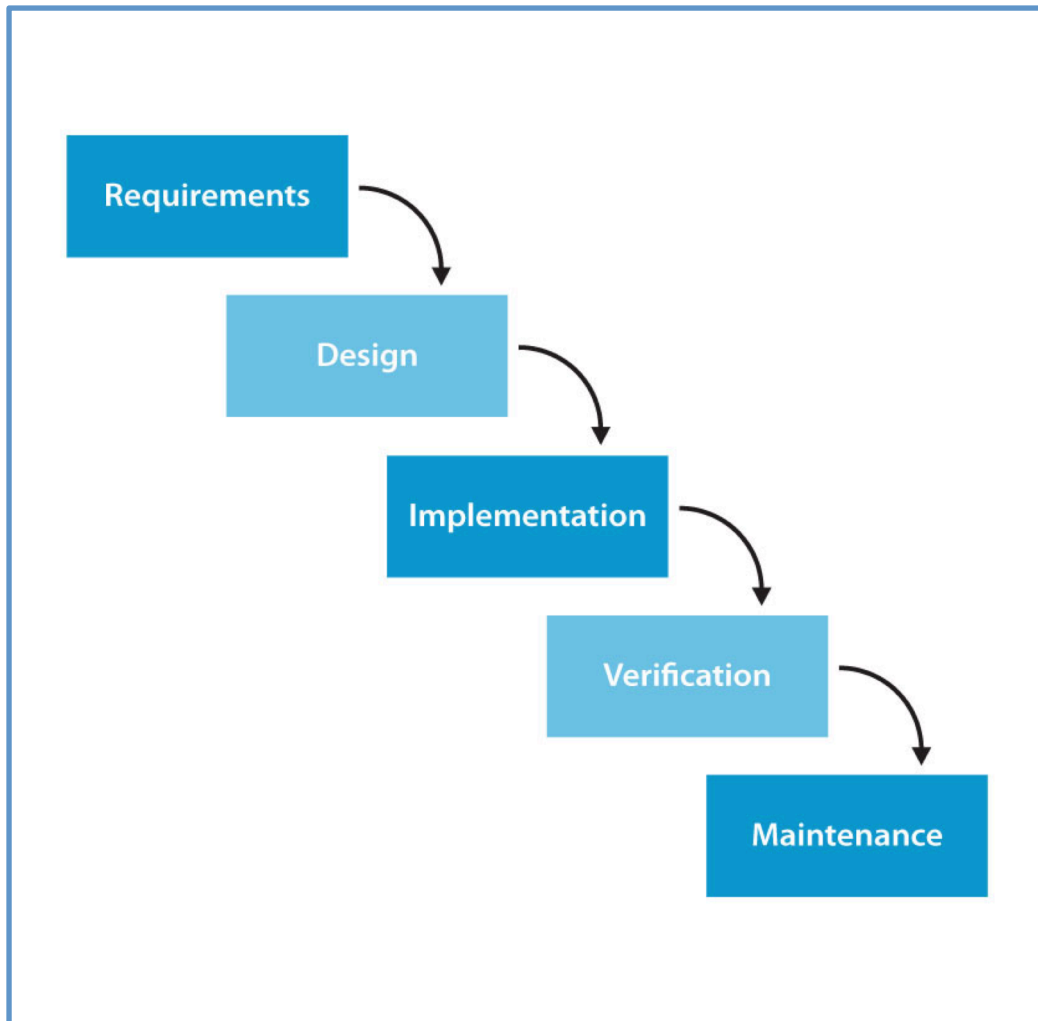 Requirements
Design
Implementation
Verification
Maintenance